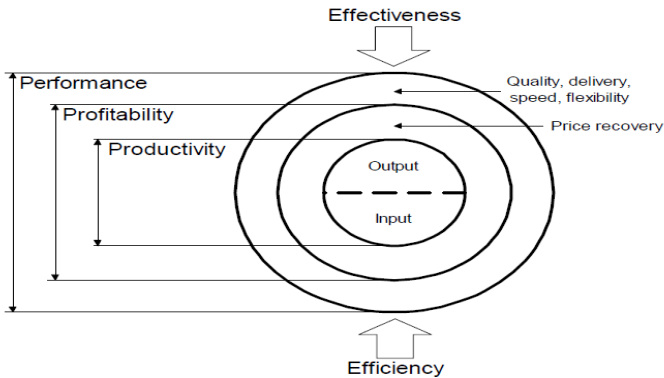 Effectiveness
Performance
Quality, delivery,
speed, flexibility
Profitability
Price recovery
Productivity
Output
Input
Efficiency